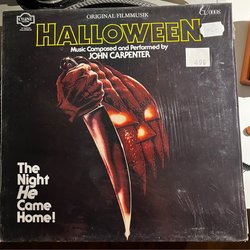 ORIGINAL FILMMUSIK
HALLOWEEN
Music Composed and Performed by
JOHN CARPENTER
The
Night
He
Came
Home!